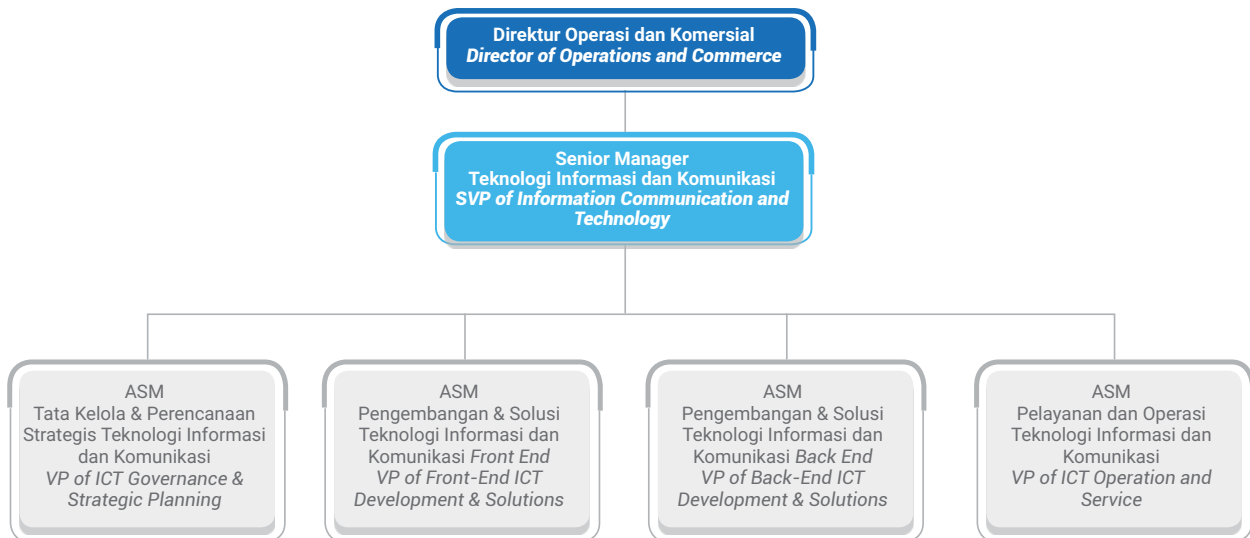 Direktur Operasi dan Komersial
Director of Operations and Commerce
Senior Manager
Teknologi Informasi dan Komunikasi
SVP of Information Communication and
Technology
ASM
Tata Kelola & Perencanaan
Strategis Teknologi Informasi
dan Komunikasi
VP of ICT Governance &
Strategic Planning
ASM
Pengembangan & Solusi
Teknologi Informasi dan
Komunikasi Front End
VP of Front-End ICT
Development & Solutions
ASM
Pengembangan & Solusi
Teknologi Informasi dan
Komunikasi Back End
VP of Back-End ICT
Development & Solutions
ASM
Pelayanan dan Operasi
Teknologi Informasi dan
Komunikasi
VP of ICT Operation and
Service